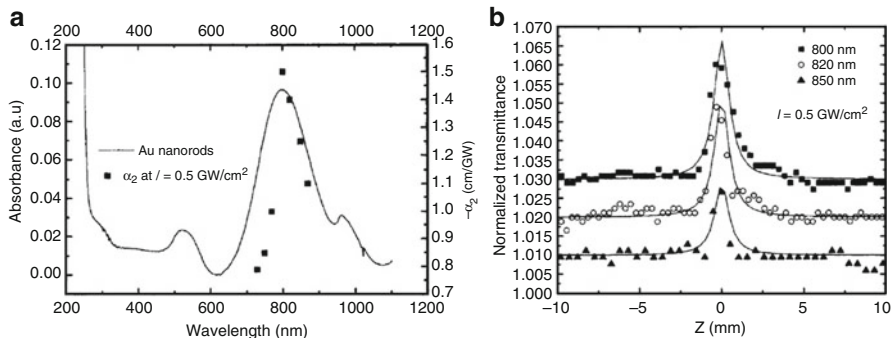 a
200 400 600 800 1000 1200
0.12
0.10
0.08
0.06
0.04
0.02
0.00
Absorbance (a.u)
Au nanorods
α2 at I = 0.5 GW/cm2
1.6
1.5
1.4
1.3
1.2
1.1
1.0
0.9
0.8
0.7
−α2 (cm/GW)
200 400 600 800 1000 1200
Wavelength (nm)
b
1.070
1.065
1.060
1.055
1.050
1.045
1.040
1.035
1.030
1.025
1.020
1.015
1.010
1.005
1.000
Normalized transmittance
800 nm
820 nm
850 nm
I = 0.5 GW/cm2
−10 −5 0 5 10
Z (mm)